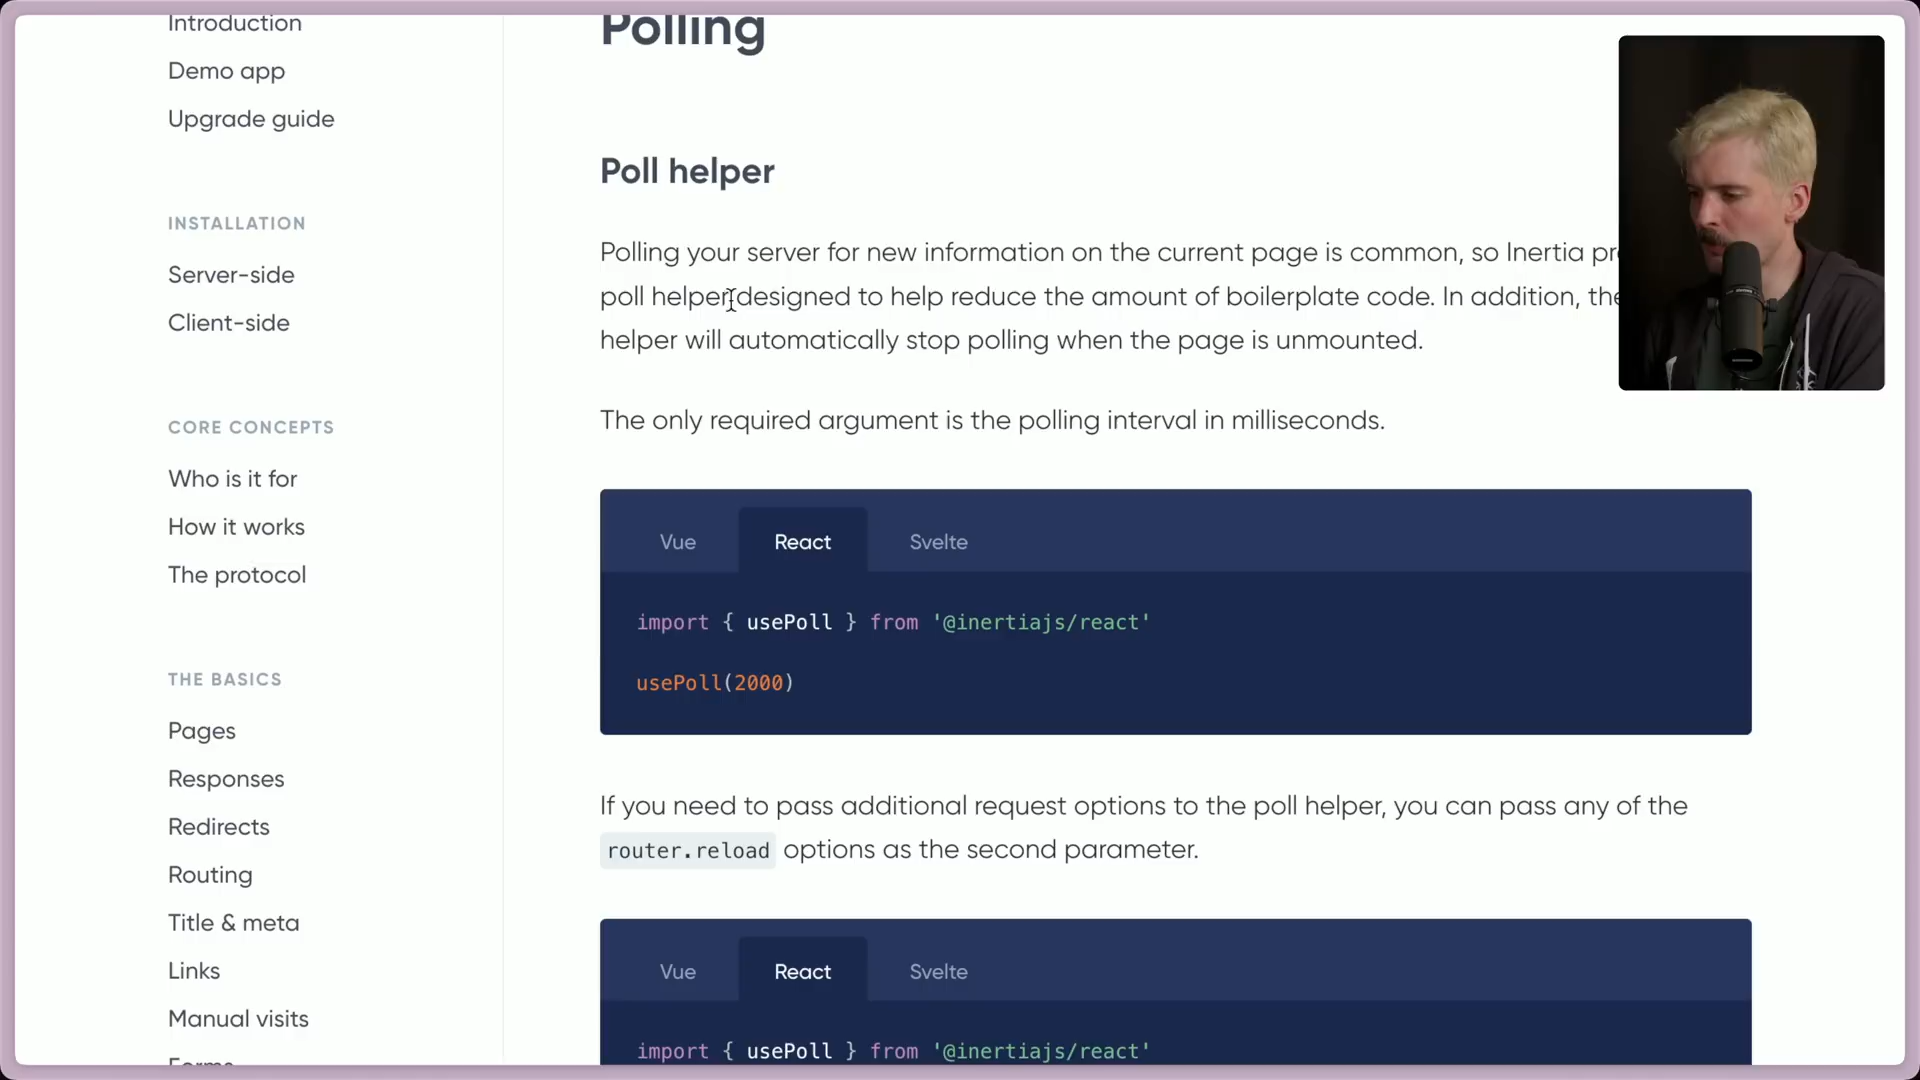 Introduction
Demo app
Upgrade guide
INSTALLATION
Server-side
Client-side
CORE CONCEPTS
Who is it for
How it works
The protocol
THE BASICS
Pages
Responses
Redirects
Routing
Title & meta
Links
Manual visits
Forms
Polling
Poll helper
Polling your server for new information on the current page is common, so Inertia
poll helper designed to help reduce the amount of boilerplate code. In addition, the
helper will automatically stop polling when the page is unmounted.
The only required argument is the polling interval in milliseconds.
Vue React Svelte
import { usePoll } from '@inertiajs/react'
usePoll(2000)
If you need to pass additional request options to the poll helper, you can pass any of the
router.reload options as the second parameter.
Vue React Svelte
import { usePoll } from '@inertiajs/react'